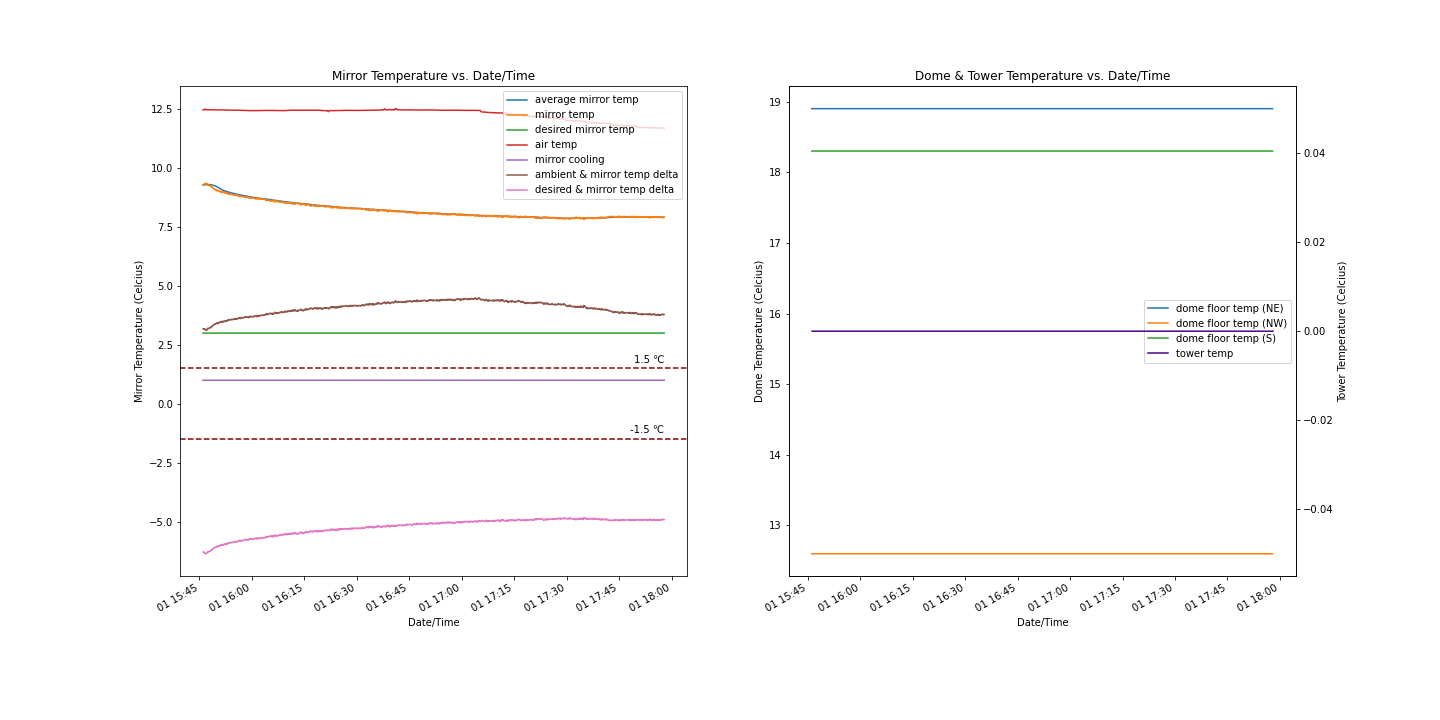 Mirror Temperature vs. Date/Time
Mirror Temperature (Celcius)
12.5
10.0
7.5
5.0
2.5
0.0
−2.5
−5.0
average mirror temp
mirror temp
desired mirror temp
air temp
mirror cooling
ambient & mirror temp delta
desired & mirror temp delta
1.5 °C
-1.5 °C
01 15:45
01 16:00
01 16:15
01 16:30
01 16:45
01 17:00
01 17:15
01 17:30
01 17:45
01 18:00
Date/Time
Dome & Tower Temperature vs. Date/Time
Dome Temperature (Celcius)
19
18
17
16
15
14
13
dome floor temp (NE)
dome floor temp (NW)
dome floor temp (S)
tower temp
0.04
0.02
0.00
−0.02
−0.04
Tower Temperature (Celcius)
01 15:45
01 16:00
01 16:15
01 16:30
01 16:45
01 17:00
01 17:15
01 17:30
01 17:45
01 18:00
Date/Time